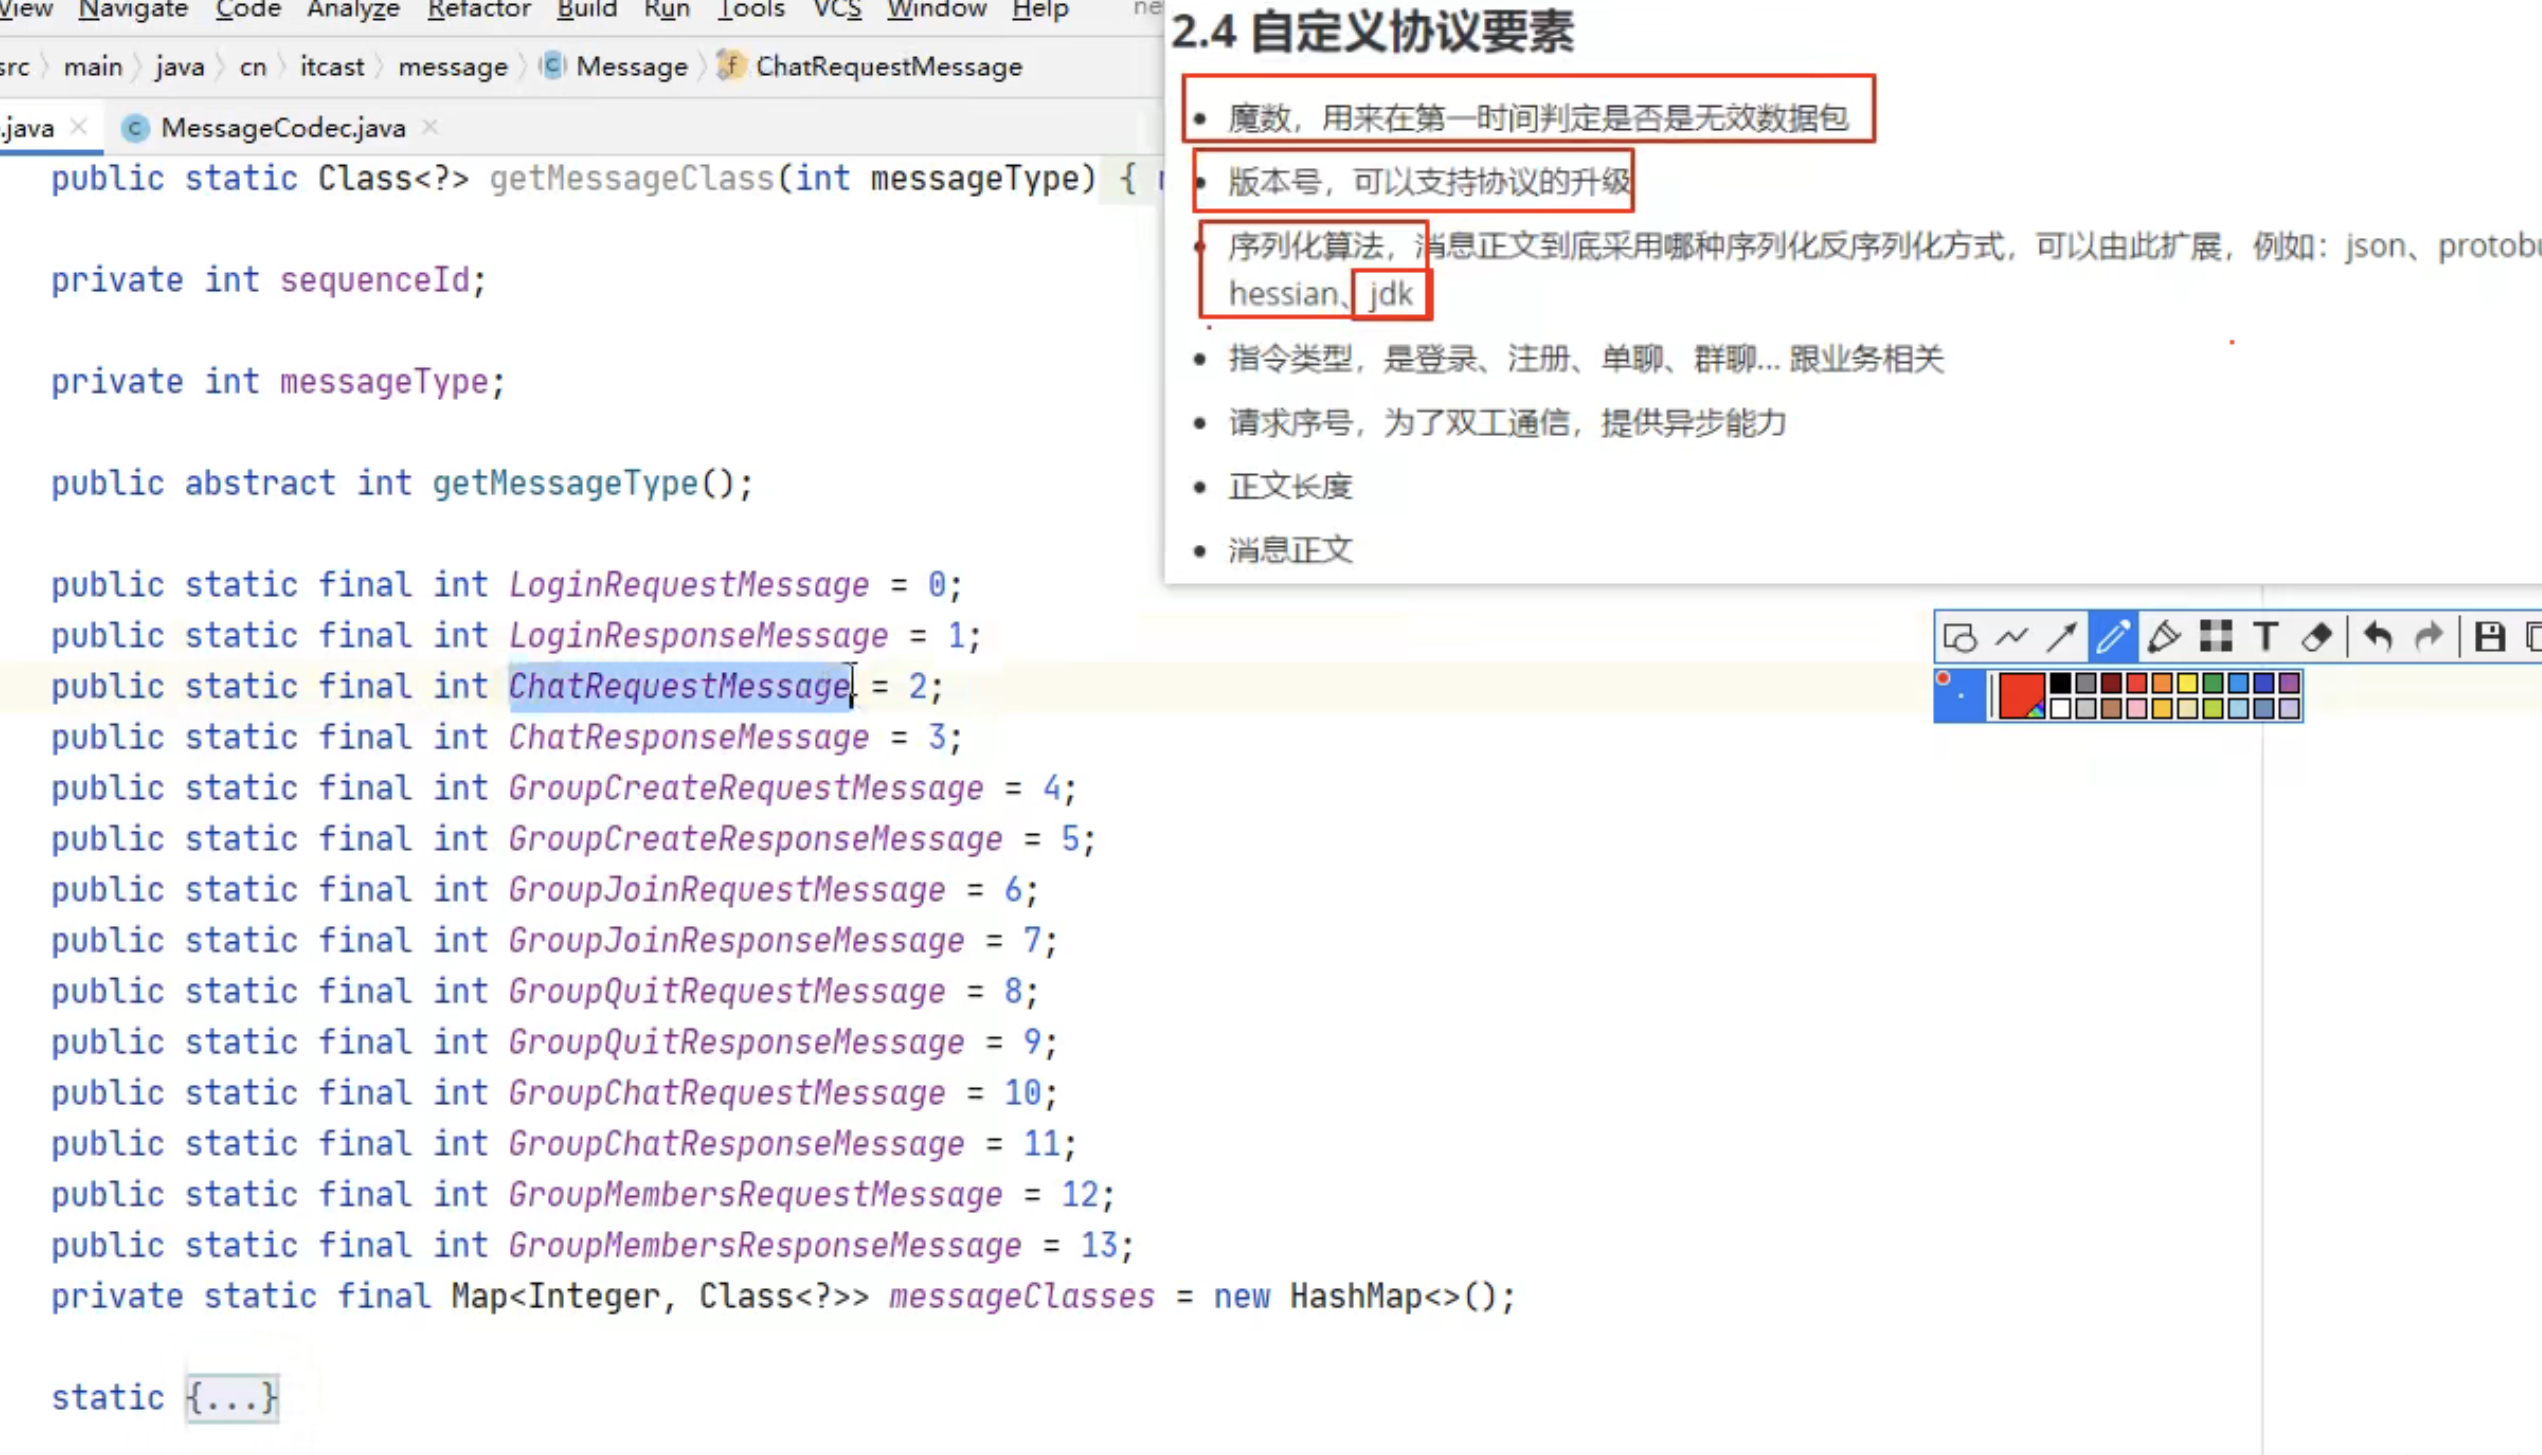 View Navigate Code Analyze Refactor Build Run Tools VCS Window Help
src main java cn itcast message Message ChatRequestMessage
.java MessageCodec.java
public static Class<?> getMessageClass(int messageType) {
private int sequenceId;
private int messageType;
public abstract int getMessageType();
public static final int LoginRequestMessage = 0;
public static final int LoginResponseMessage = 1;
public static final int ChatRequestMessage = 2;
public static final int ChatResponseMessage = 3;
public static final int GroupCreateRequestMessage = 4;
public static final int GroupCreateResponseMessage = 5;
public static final int GroupJoinRequestMessage = 6;
public static final int GroupJoinResponseMessage = 7;
public static final int GroupQuitRequestMessage = 8;
public static final int GroupQuitResponseMessage = 9;
public static final int GroupChatRequestMessage = 10;
public static final int GroupChatResponseMessage = 11;
public static final int GroupMembersRequestMessage = 12;
public static final int GroupMembersResponseMessage = 13;
private static final Map<Integer, Class<?>> messageClasses = new HashMap<>();
static {...}
2.4 自定义协议要素
• 魔数，用来在第一时间判定是否是无效数据包
• 版本号，可以支持协议的升级
• 序列化算法，消息正文到底采用哪种序列化反序列化方式，可以由此扩展，例如：json、protobu
hessian、jdk
• 指令类型，是登录、注册、单聊、群聊... 跟业务相关
• 请求序号，为了双工通信，提供异步能力
• 正文长度
• 消息正文
T